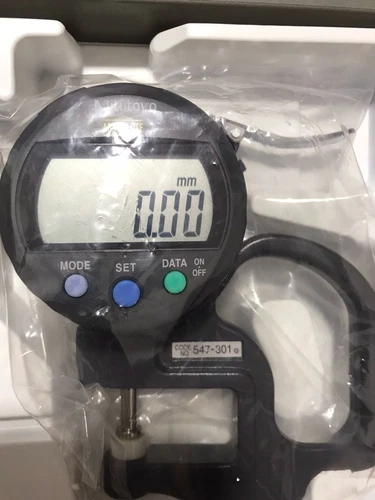 Mitutoyo
mm
0.00
MODE
SET
DATA
ON
OFF
CODE
NO.
547-301